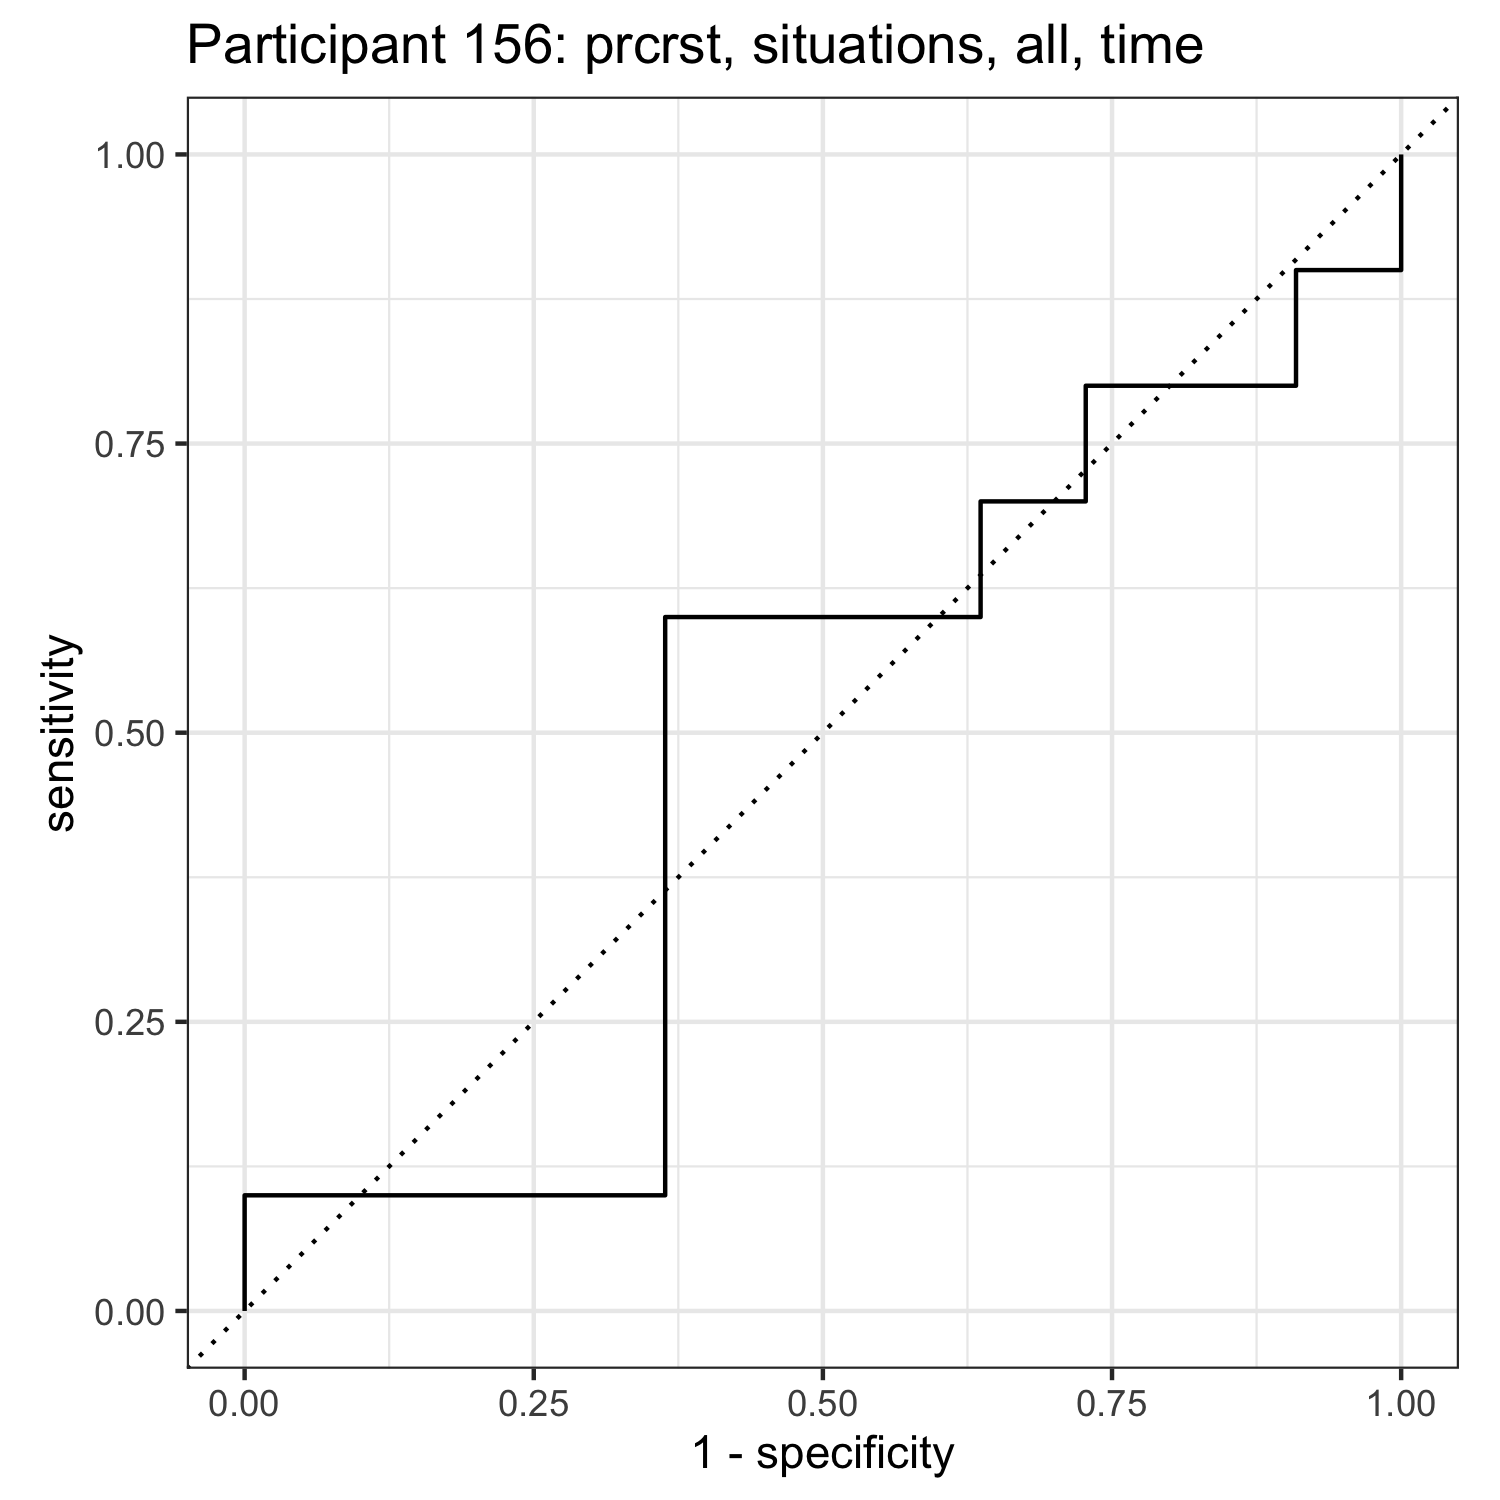 Participant 156: prcrst, situations, all, time
sensitivity
1.00
0.75
0.50
0.25
0.00
0.00 0.25 0.50 0.75 1.00
1 - specificity